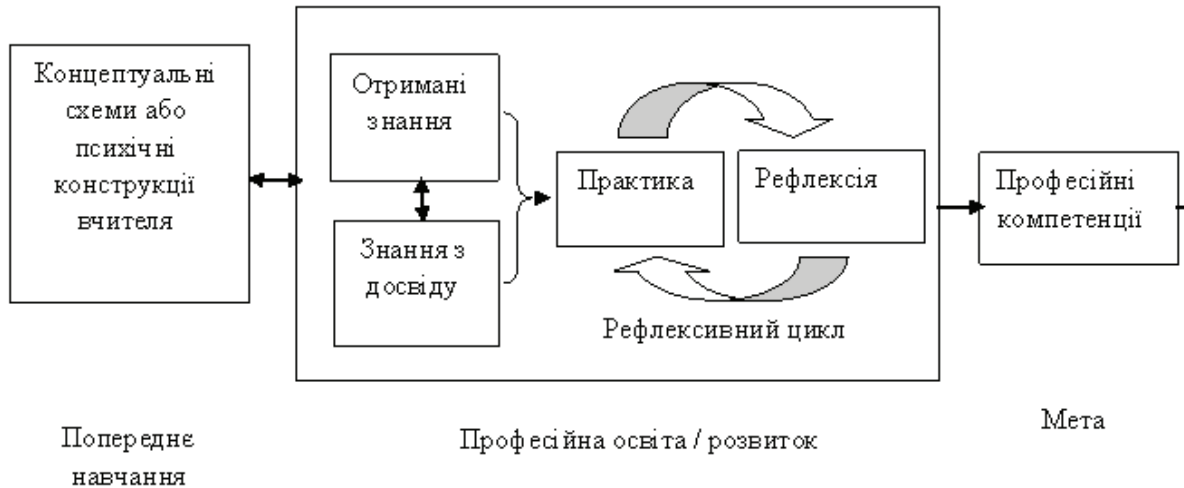 Концептуальні
схеми або
психічні
конструкції
вчителя
Отримані
знання
Знання з
досвіду
Практика
Рефлексія
Рефлексивний цикл
Професійні
компетенції
Попереднє
навчання
Професійна освіта / розвиток
Мета